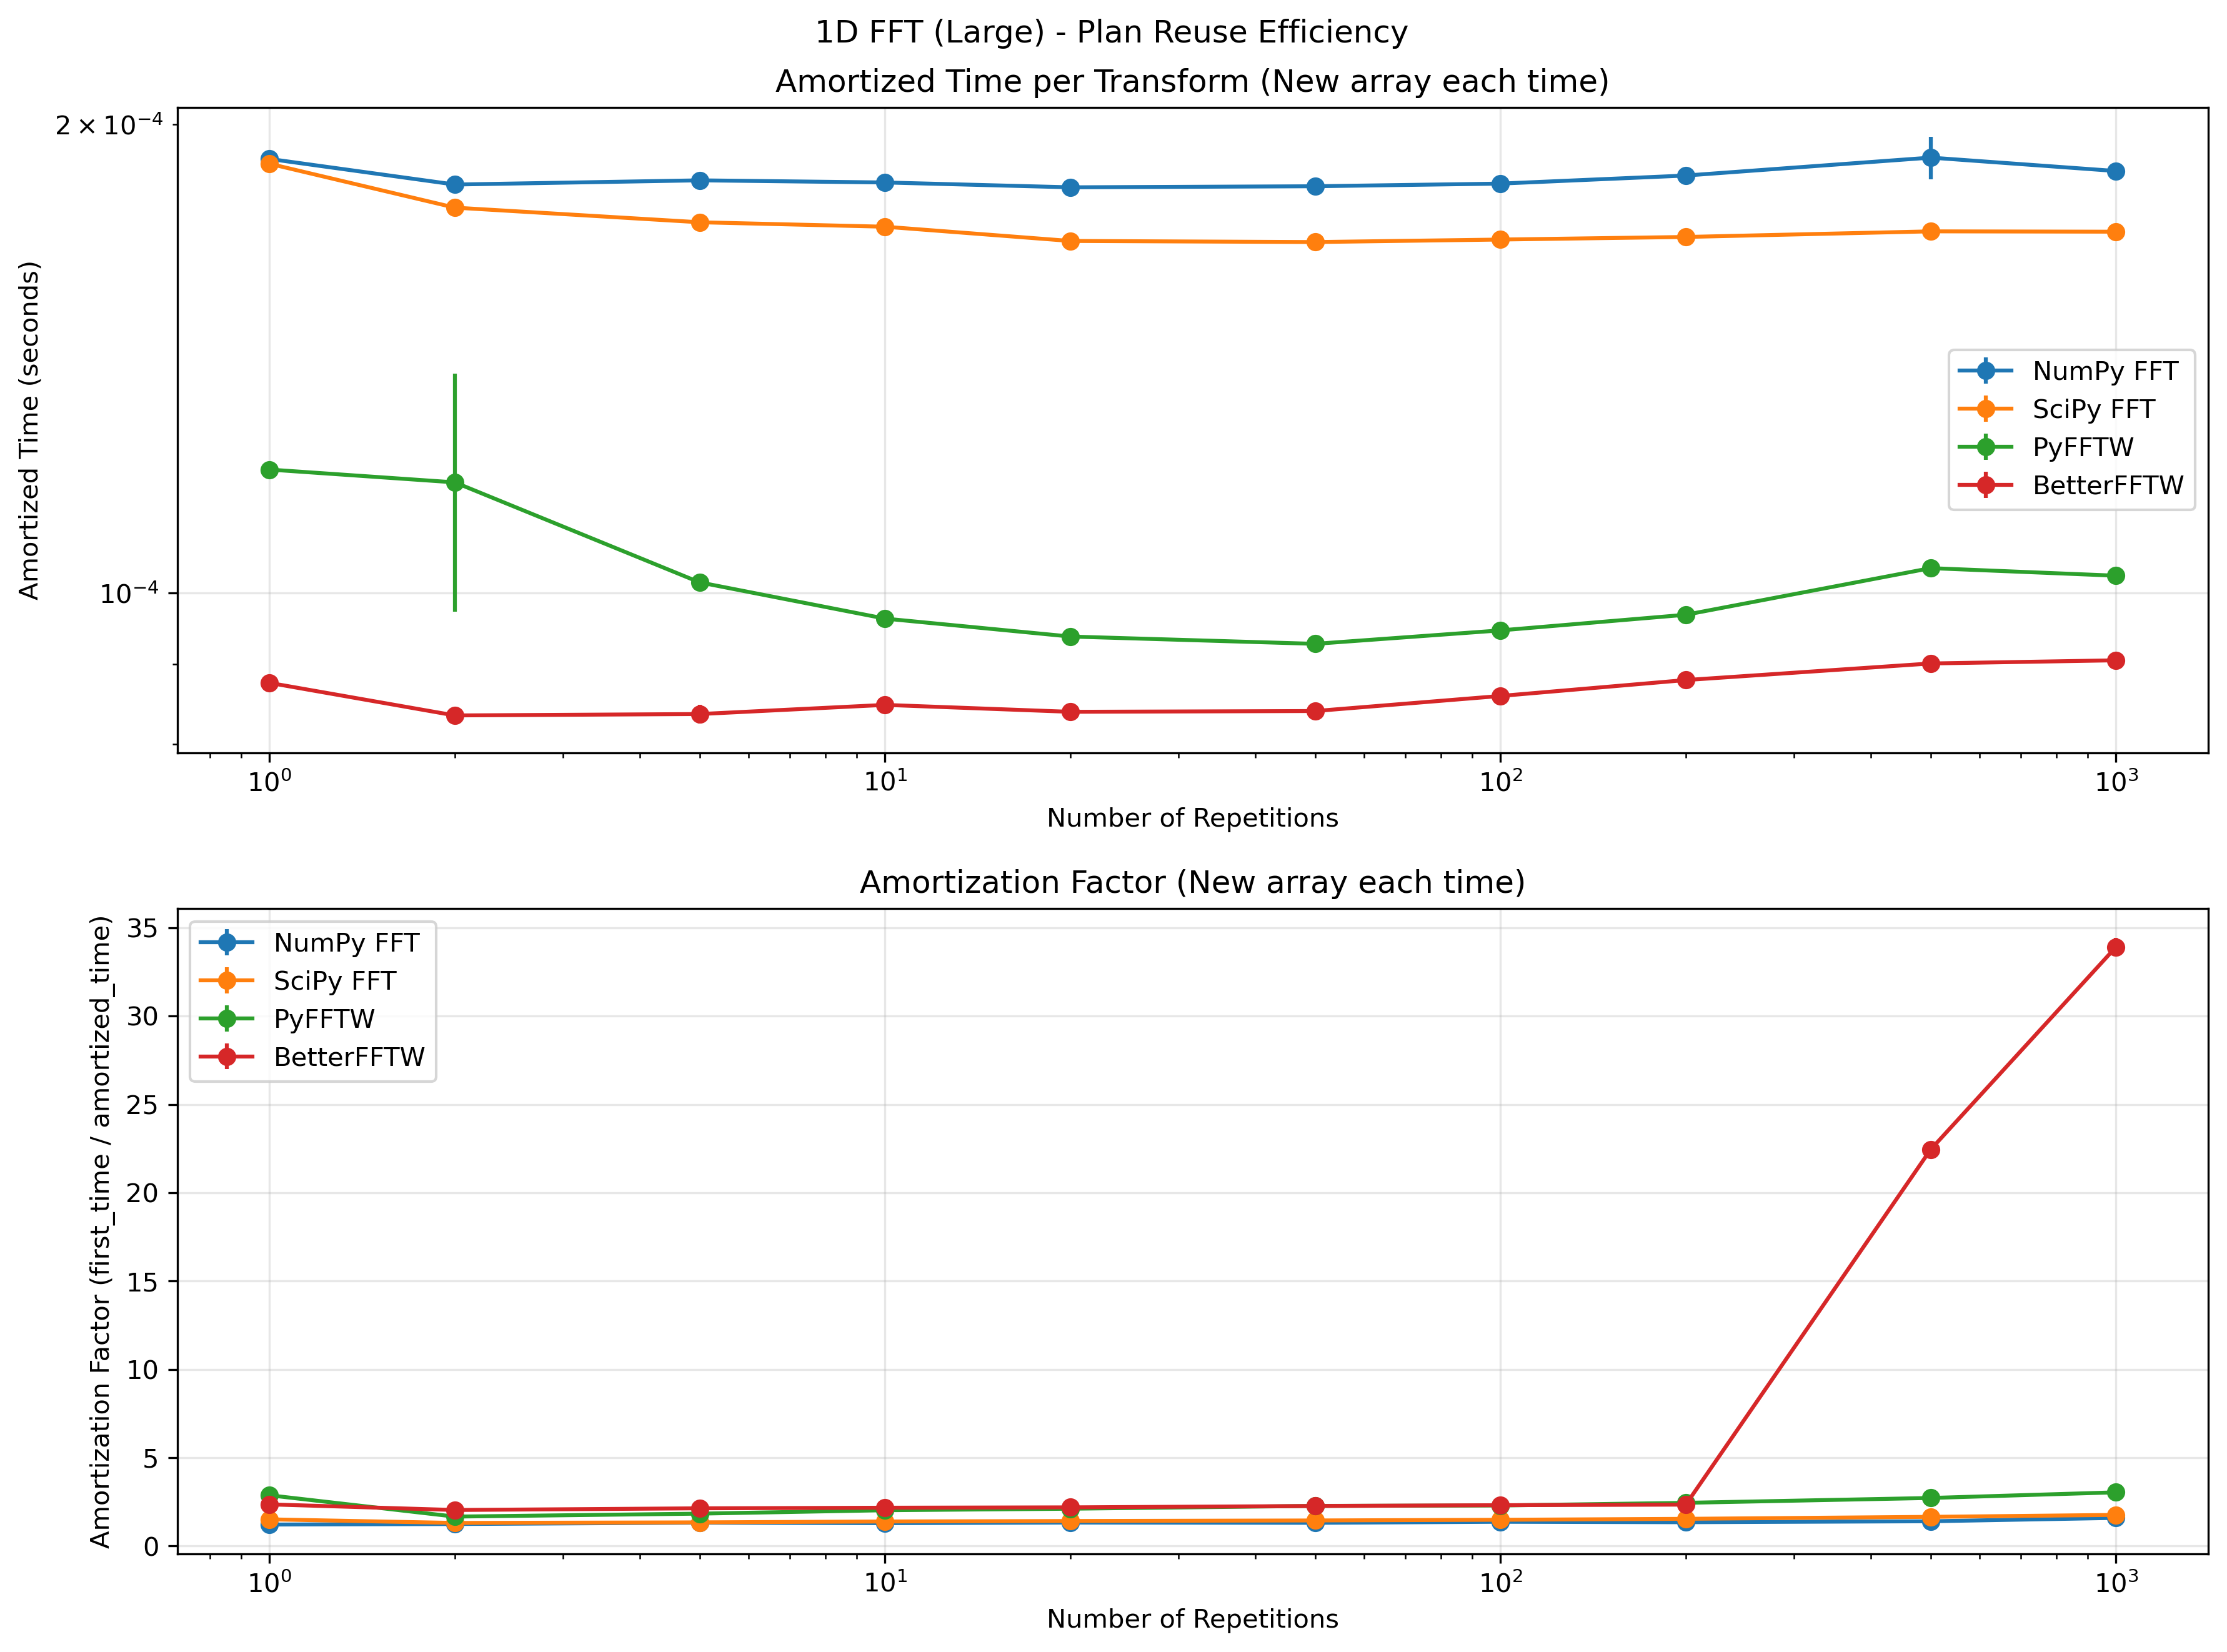 1D FFT (Large) - Plan Reuse Efficiency
Amortized Time per Transform (New array each time)
2 × 10⁻⁴
10⁻⁴
Amortized Time (seconds)
NumPy FFT
SciPy FFT
PyFFTW
BetterFFTW
10⁰ 10¹ 10² 10³
Number of Repetitions
Amortization Factor (New array each time)
35
30
25
20
15
10
5
0
Amortization Factor (first_time / amortized_time)
NumPy FFT
SciPy FFT
PyFFTW
BetterFFTW
10⁰ 10¹ 10² 10³
Number of Repetitions